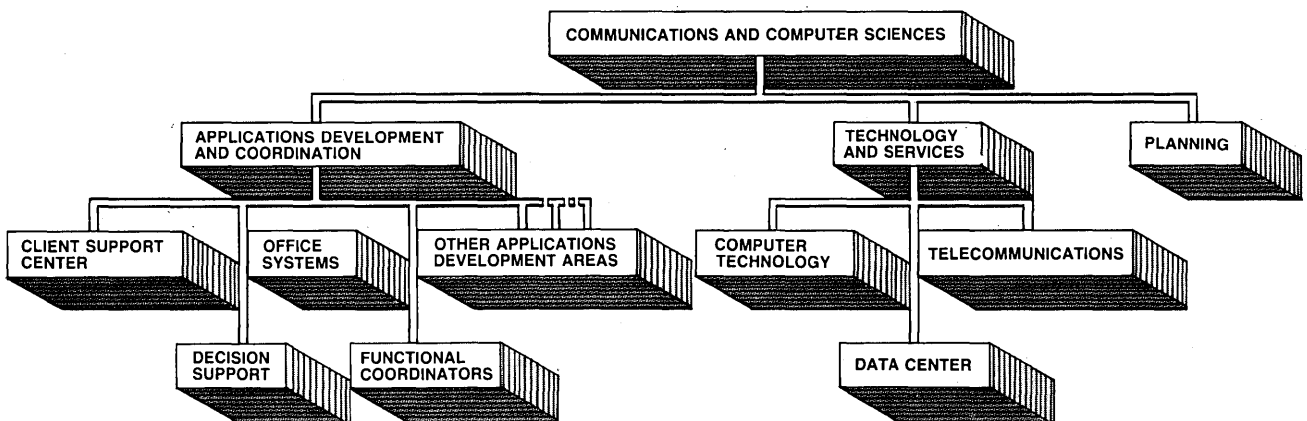 COMMUNICATIONS AND COMPUTER SCIENCES
APPLICATIONS DEVELOPMENT
AND COORDINATION
TECHNOLOGY
AND SERVICES
PLANNING
CLIENT SUPPORT
CENTER
OFFICE
SYSTEMS
OTHER APPLICATIONS
DEVELOPMENT AREAS
COMPUTER
TECHNOLOGY
TELECOMMUNICATIONS
DECISION
SUPPORT
FUNCTIONAL
COORDINATORS
DATA CENTER